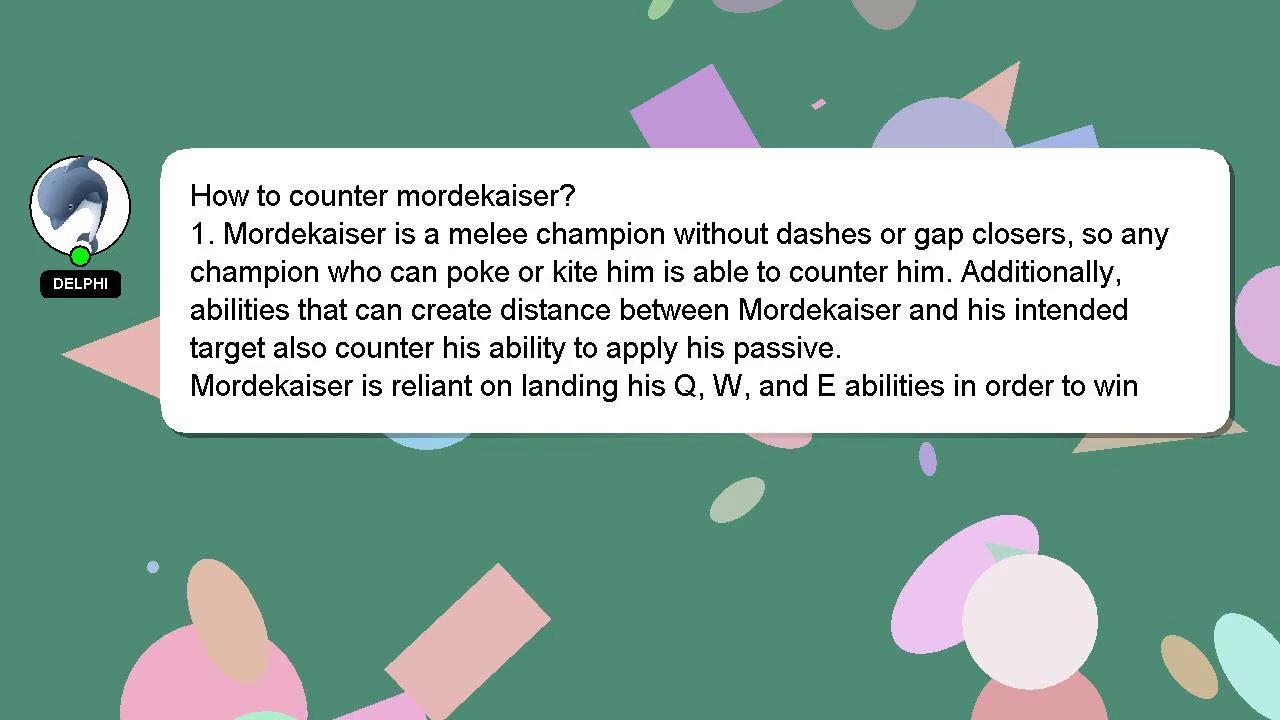 How to counter mordekaiser?
1. Mordekaiser is a melee champion without dashes or gap closers, so any
champion who can poke or kite him is able to counter him. Additionally,
abilities that can create distance between Mordekaiser and his intended
target also counter his ability to apply his passive.
Mordekaiser is reliant on landing his Q, W, and E abilities in order to win
DELPHI